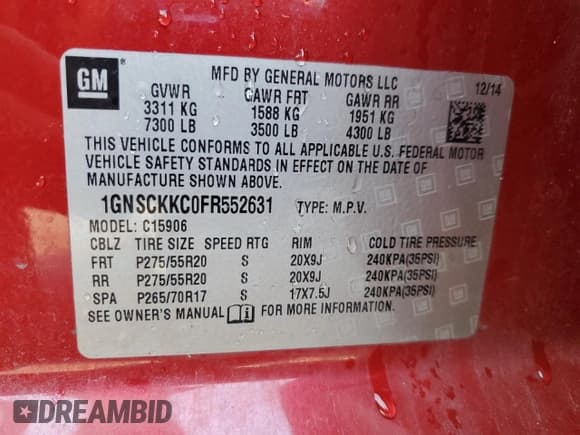 GM ®
MFD BY GENERAL MOTORS LLC
12/14
GVWR GAWR FRT GAWR RR
3311 KG 1588 KG 1951 KG
7300 LB 3500 LB 4300 LB
THIS VEHICLE CONFORMS TO ALL APPLICABLE U.S. FEDERAL MOTOR
VEHICLE SAFETY STANDARDS IN EFFECT ON THE DATE OF
MANUFACTURE SHOWN ABOVE.
1GNSCKKC0FR552631 TYPE: M.P.V.
MODEL: C15906
CBLZ TIRE SIZE SPEED RTG RIM COLD TIRE PRESSURE
FRT P275/55R20 S 20X9J 240KPA(35PSI)
RR P275/55R20 S 20X9J 240KPA(35PSI)
SPA P265/70R17 S 17X7.5J 240KPA(35PSI)
SEE OWNER'S MANUAL FOR MORE INFORMATION.
DREAMBID